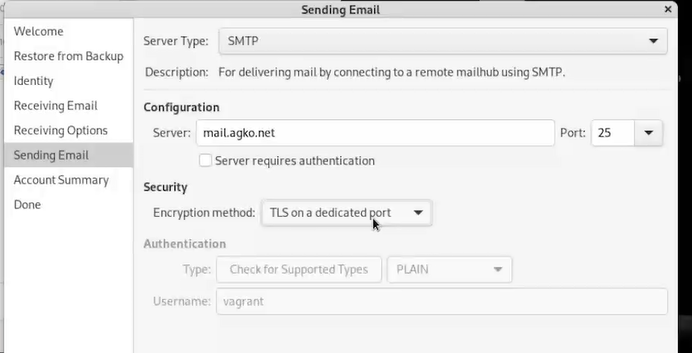 Sending Email
Welcome
Restore from Backup
Identity
Receiving Email
Receiving Options
Sending Email
Account Summary
Done
Server Type: SMTP
Description: For delivering mail by connecting to a remote mailhub using SMTP.
Configuration
Server: mail.agko.net Port: 25
Server requires authentication
Security
Encryption method: TLS on a dedicated port
Authentication
Type: Check for Supported Types PLAIN
Username: vagrant